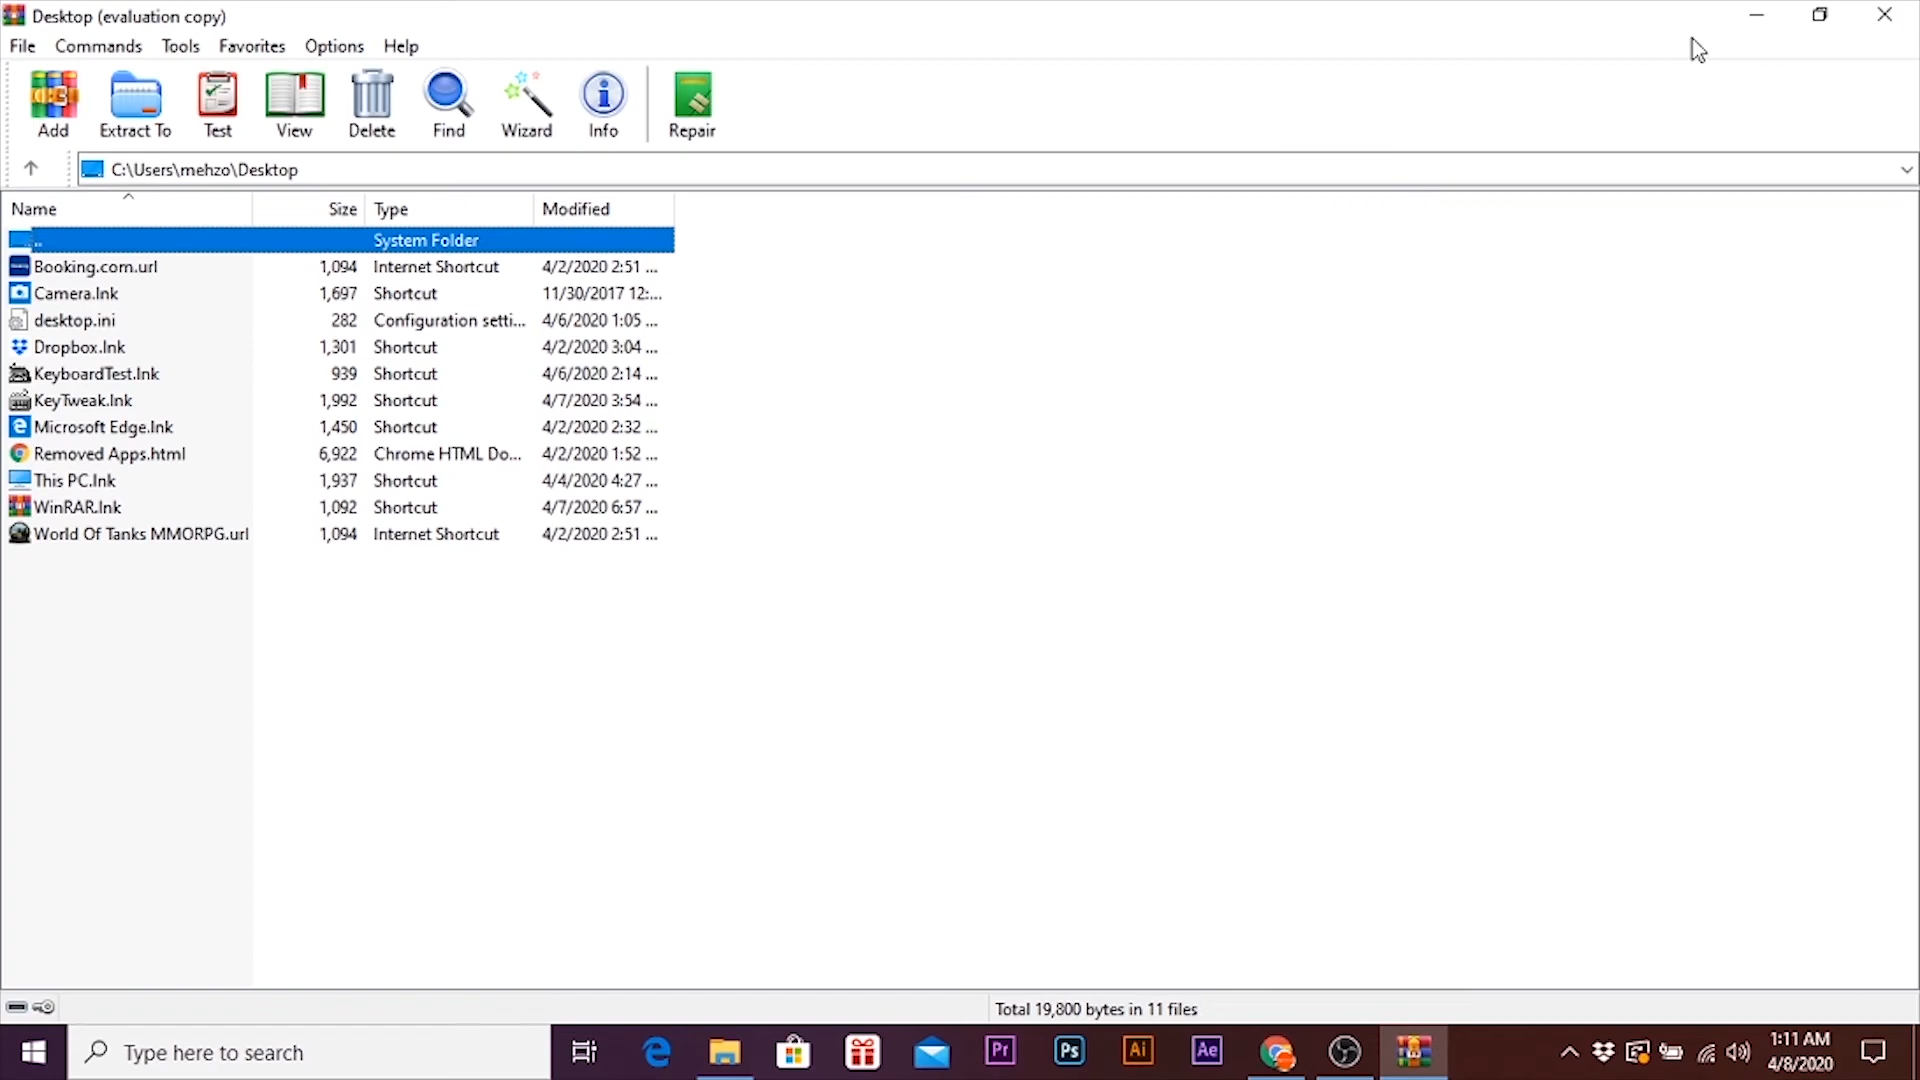 Desktop (evaluation copy)
File Commands Tools Favorites Options Help
Add Extract To Test View Delete Find Wizard Info Repair
C:\Users\mehzo\Desktop
Name Size Type Modified
.. System Folder
Booking.com.url 1,094 Internet Shortcut 4/2/2020 2:51 ...
Camera.lnk 1,697 Shortcut 11/30/2017 12:...
desktop.ini 282 Configuration setti... 4/6/2020 1:05 ...
Dropbox.lnk 1,301 Shortcut 4/2/2020 3:04 ...
KeyboardTest.lnk 939 Shortcut 4/6/2020 2:14 ...
KeyTweak.lnk 1,992 Shortcut 4/7/2020 3:54 ...
Microsoft Edge.lnk 1,450 Shortcut 4/2/2020 2:32 ...
Removed Apps.html 6,922 Chrome HTML Do... 4/2/2020 1:52 ...
This PC.lnk 1,937 Shortcut 4/4/2020 4:27 ...
WinRAR.lnk 1,092 Shortcut 4/7/2020 6:57 ...
World Of Tanks MMORPG.url 1,094 Internet Shortcut 4/2/2020 2:51 ...
Total 19,800 bytes in 11 files
Type here to search
Pr Ps Ai Ae
1:11 AM
4/8/2020